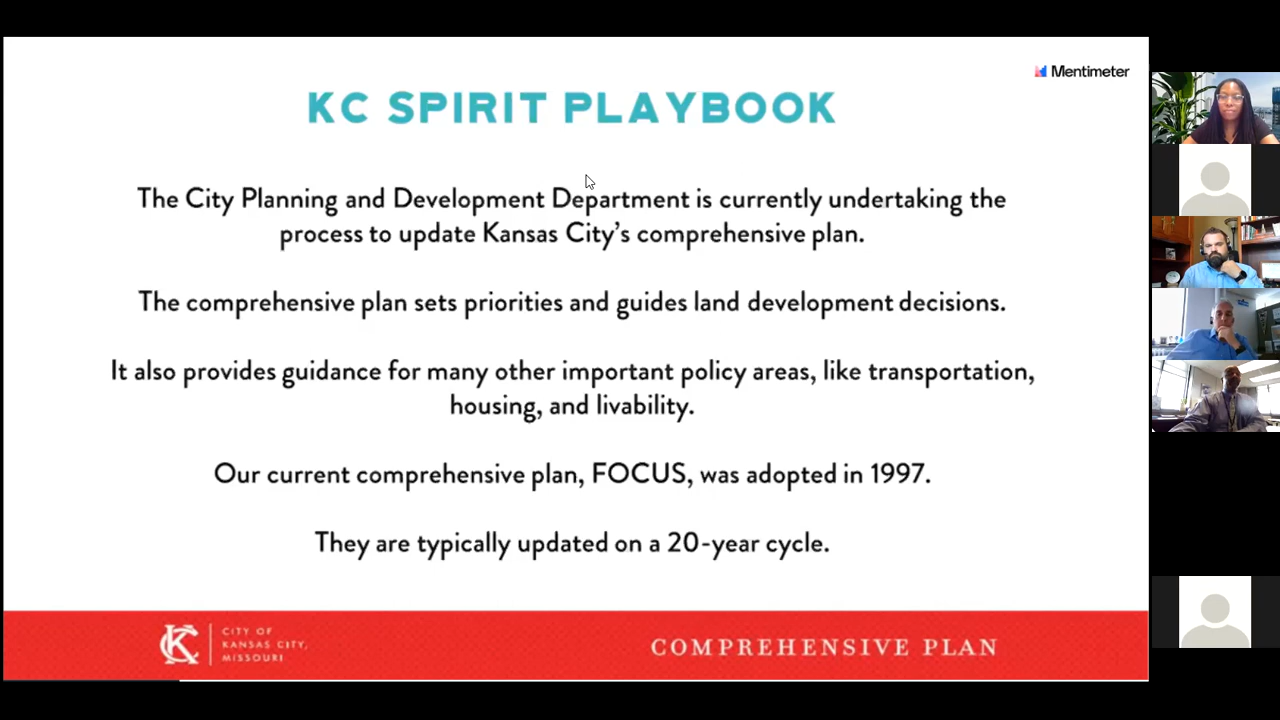 Mentimeter
KC SPIRIT PLAYBOOK
The City Planning and Development Department is currently undertaking the
process to update Kansas City's comprehensive plan.
The comprehensive plan sets priorities and guides land development decisions.
It also provides guidance for many other important policy areas, like transportation,
housing, and livability.
Our current comprehensive plan, FOCUS, was adopted in 1997.
They are typically updated on a 20-year cycle.
KC
CITY OF
KANSAS CITY,
MISSOURI
COMPREHENSIVE PLAN